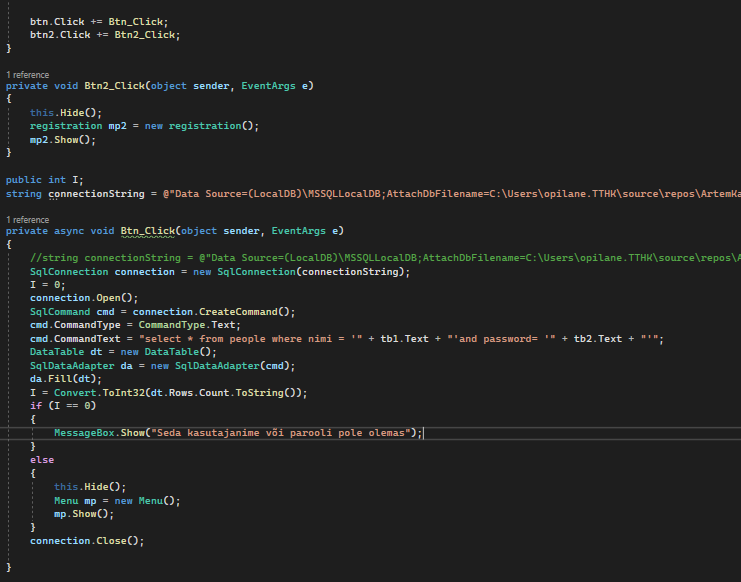 btn.Click += Btn_Click;
btn2.Click += Btn2_Click;
}
1 reference
private void Btn2_Click(object sender, EventArgs e)
{
this.Hide();
registration mp2 = new registration();
mp2.Show();
}
public int I;
string connectionString = @"Data Source=(LocalDB)\MSSQLLocalDB;AttachDbFilename=C:\Users\opilane.TTHK\source\repos\ArtemKa
1 reference
private async void Btn_Click(object sender, EventArgs e)
{
//string connectionString = @"Data Source=(LocalDB)\MSSQLLocalDB;AttachDbFilename=C:\Users\opilane.TTHK\source\repos\A
SqlConnection connection = new SqlConnection(connectionString);
I = 0;
connection.Open();
SqlCommand cmd = connection.CreateCommand();
cmd.CommandType = CommandType.Text;
cmd.CommandText = "select * from people where nimi = '" + tb1.Text + "'and password= '" + tb2.Text + "'";
DataTable dt = new DataTable();
SqlDataAdapter da = new SqlDataAdapter(cmd);
da.Fill(dt);
I = Convert.ToInt32(dt.Rows.Count.ToString());
if (I == 0)
{
MessageBox.Show("Seda kasutajanime või parooli pole olemas");
}
else
{
this.Hide();
Menu mp = new Menu();
mp.Show();
}
connection.Close();
}